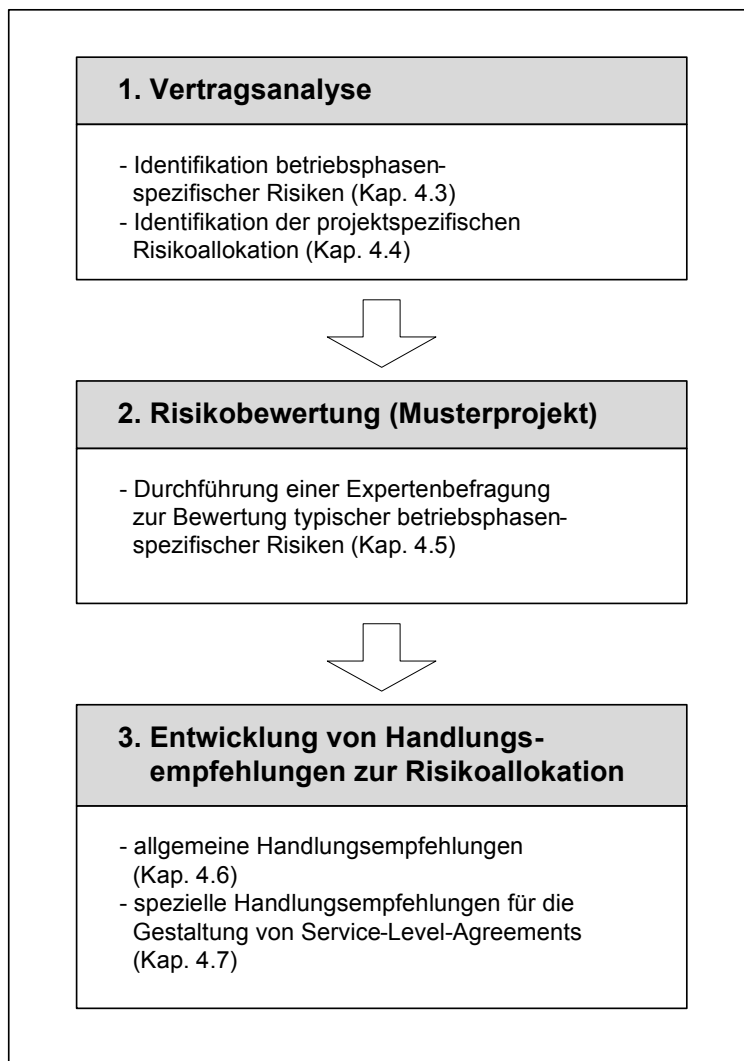 1. Vertragsanalyse
- Identifikation betriebsphasen-
spezifischer Risiken (Kap. 4.3)
- Identifikation der projektspezifischen
Risikoallokation (Kap. 4.4)
2. Risikobewertung (Musterprojekt)
- Durchführung einer Expertenbefragung
zur Bewertung typischer betriebsphasen-
spezifischer Risiken (Kap. 4.5)
3. Entwicklung von Handlungs-
empfehlungen zur Risikoallokation
- allgemeine Handlungsempfehlungen
(Kap. 4.6)
- spezielle Handlungsempfehlungen für die
Gestaltung von Service-Level-Agreements
(Kap. 4.7)